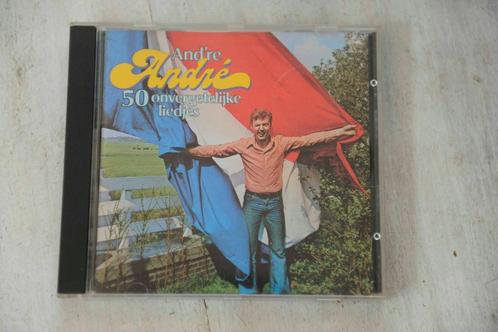 And're
André
50 onvergetelijke
liedjes